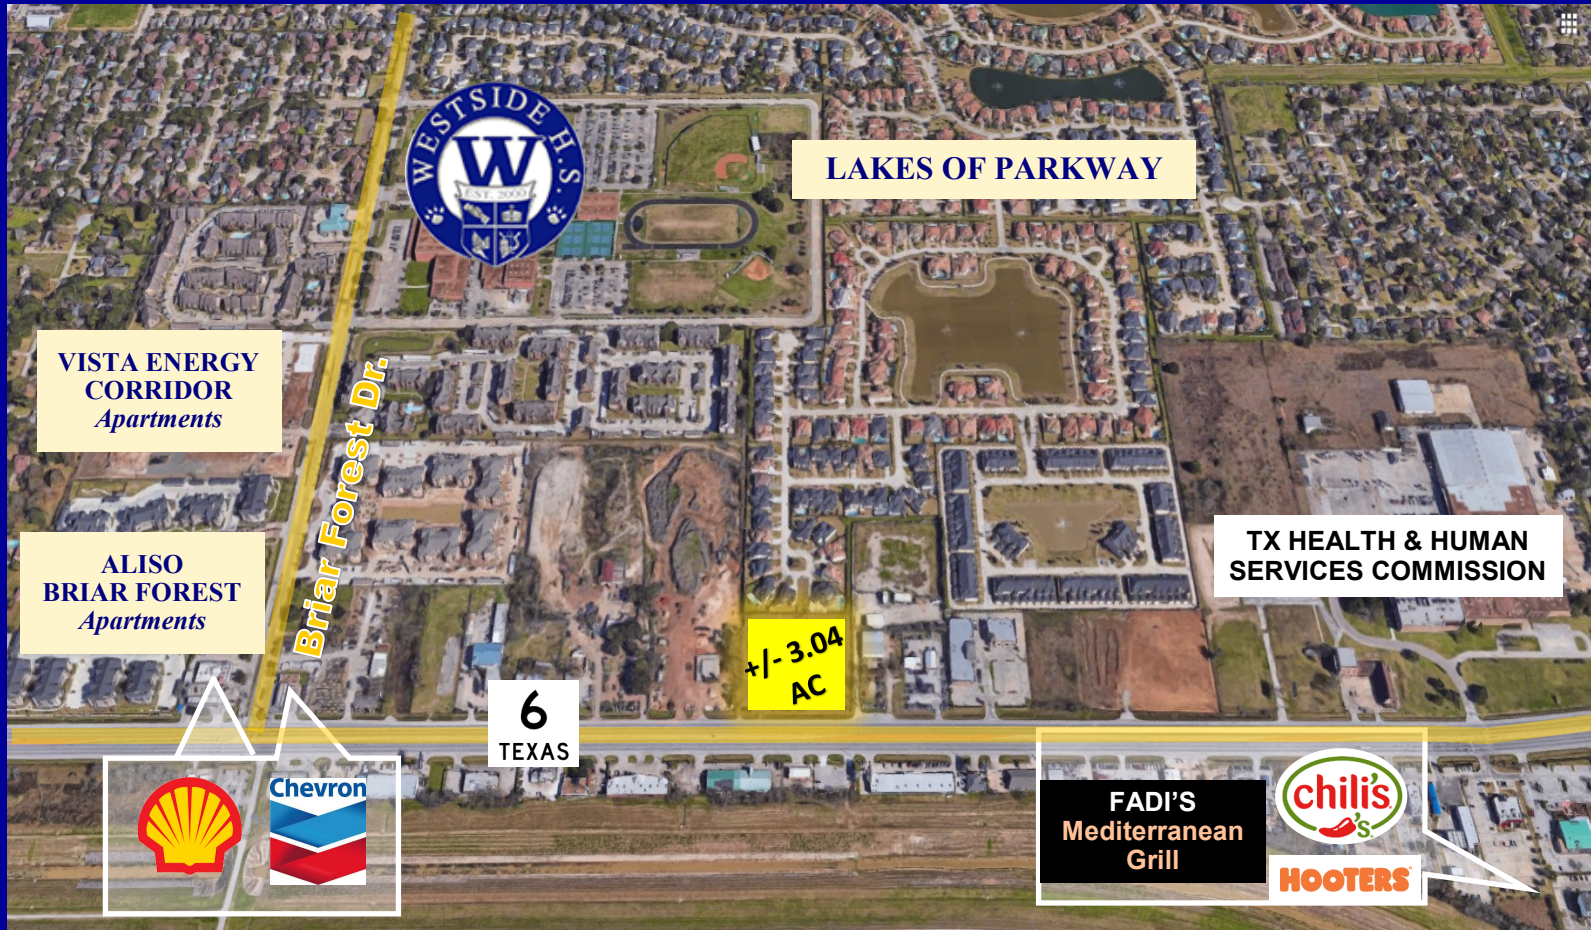 WESTSIDE H.S.
W
EST. 2000
LAKES OF PARKWAY
VISTA ENERGY
CORRIDOR
Apartments
Briar Forest Dr.
ALISO
BRIAR FOREST
Apartments
TX HEALTH & HUMAN
SERVICES COMMISSION
+/- 3.04
AC
6
TEXAS
Chevron
FADI'S
Mediterranean
Grill
chili's
's
HOOTERS